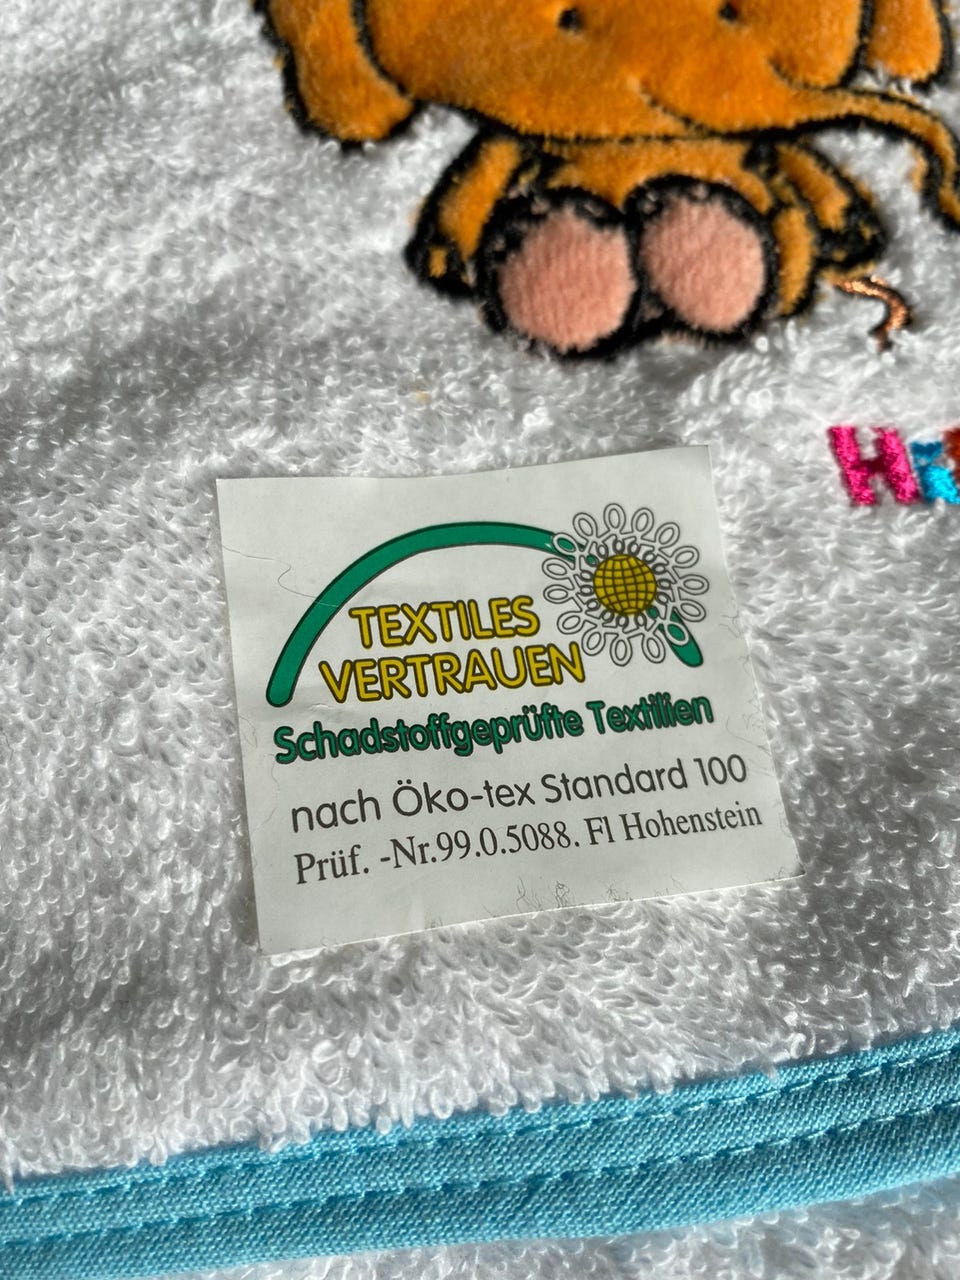 TEXTILES
VERTRAUEN
Schadstoffgeprüfte Textilien
nach Öko-tex Standard 100
Prüf. -Nr.99.0.5088. Fl Hohenstein